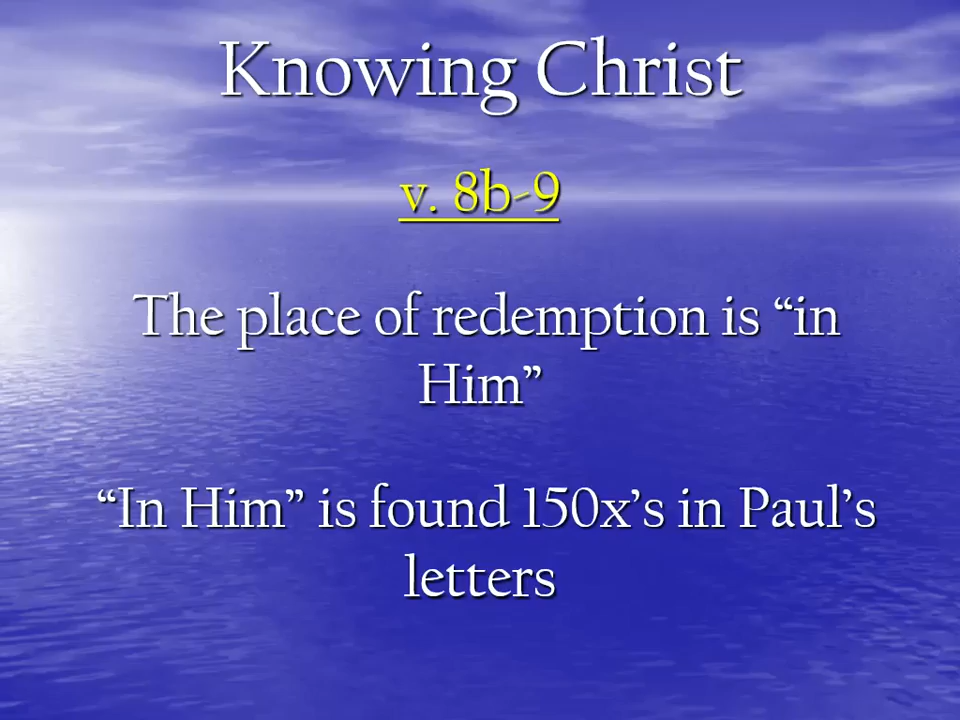 Knowing Christ
v. 8b-9
The place of redemption is “in
Him”
“In Him” is found 150x’s in Paul’s
letters